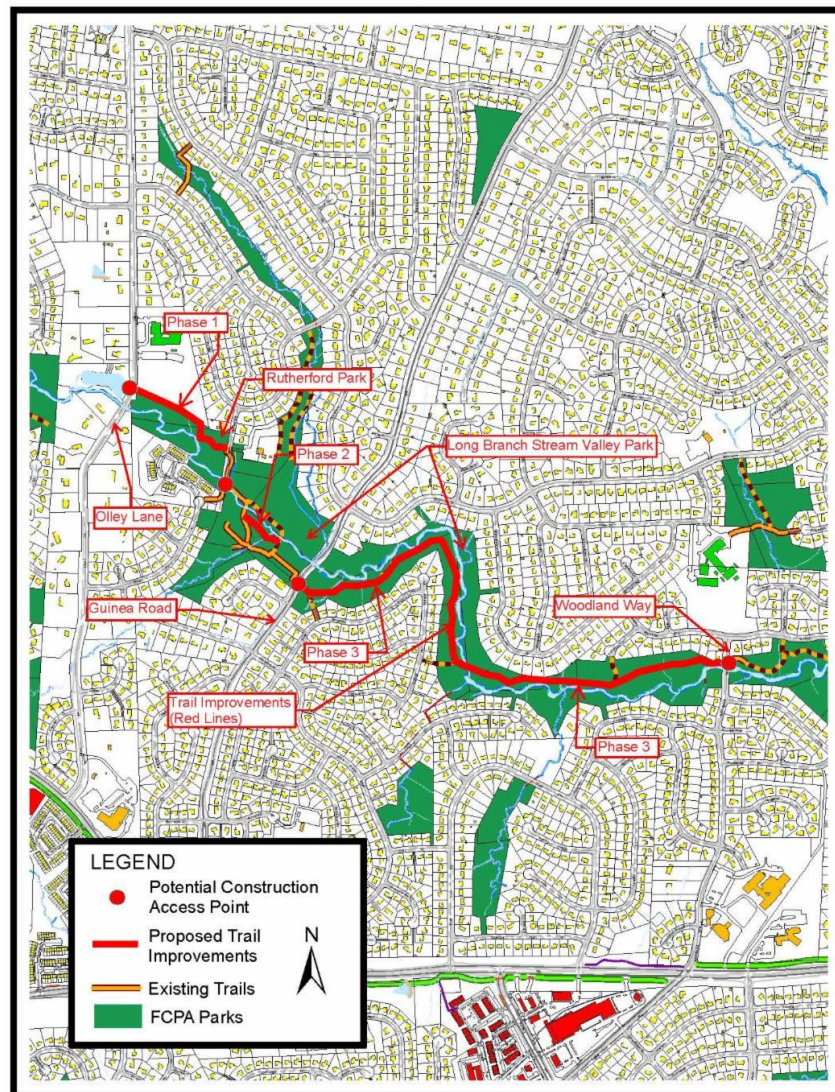 Phase 1
Rutherford Park
Phase 2
Long Branch Stream Valley Park
Olley Lane
Guinea Road
Woodland Way
Phase 3
Trail Improvements
(Red Lines)
Phase 3
LEGEND
Potential Construction
Access Point
Proposed Trail
Improvements
N
Existing Trails
FCPA Parks